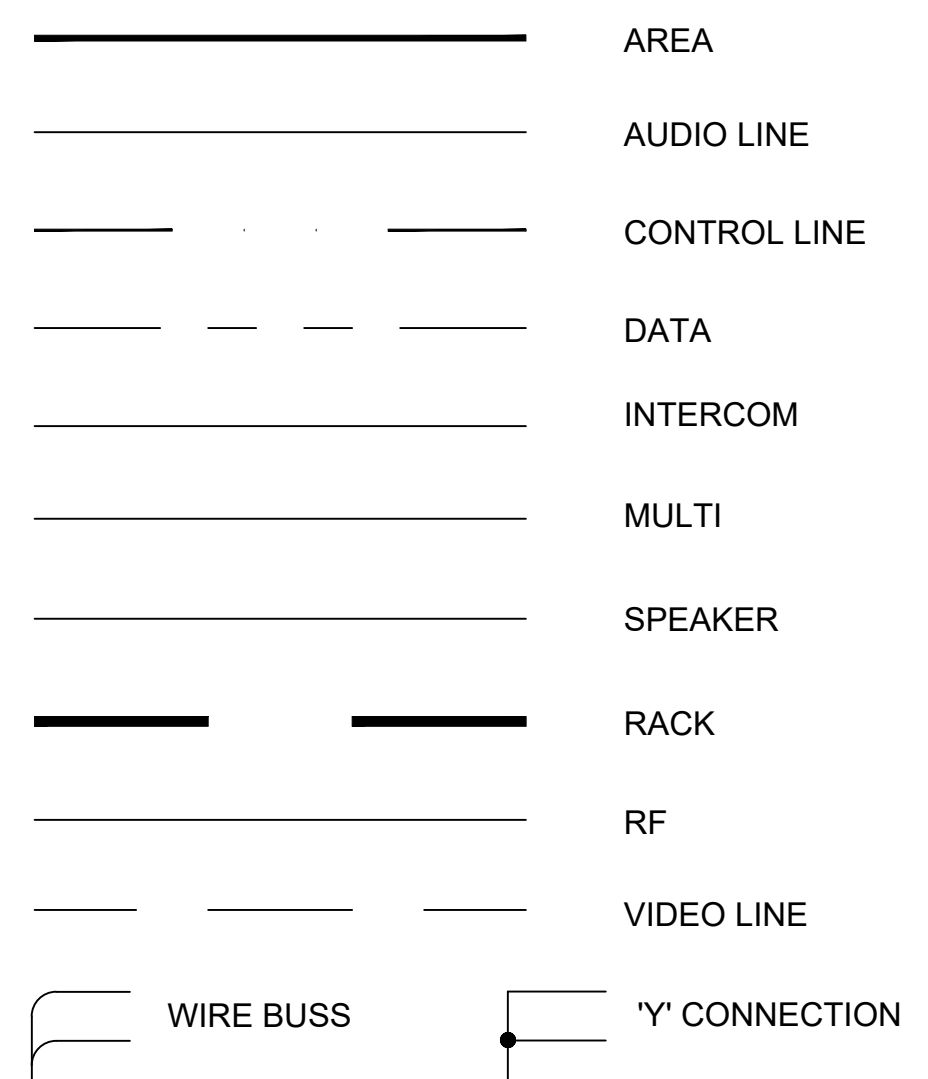 AREA
AUDIO LINE
CONTROL LINE
DATA
INTERCOM
MULTI
SPEAKER
RACK
RF
VIDEO LINE
WIRE BUSS
'Y' CONNECTION